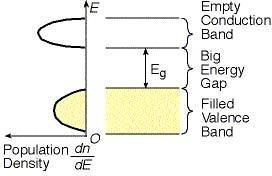 E
Empty
Conduction
Band
Big
Energy
Gap
Eg
Filled
Valence
Band
O
Population
Density
dn
dE